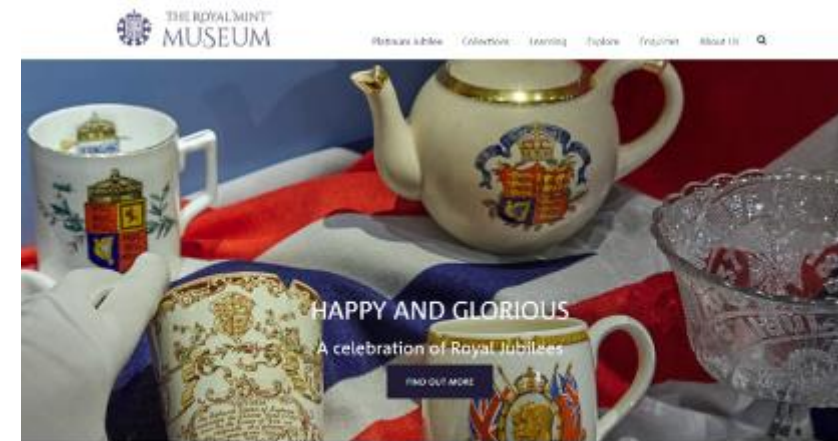 THE ROYAL MINT
MUSEUM
Platinum Jubilee Collections Learning Explore Enquiries About Us
HAPPY AND GLORIOUS
A celebration of Royal Jubilees
FIND OUT MORE